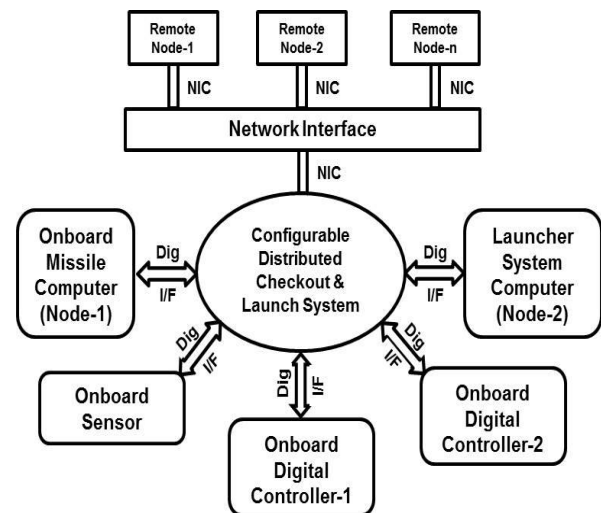 Remote
Node-1
Remote
Node-2
Remote
Node-n
NIC
NIC
NIC
Network Interface
NIC
Onboard
Missile
Computer
(Node-1)
Dig
I/F
Configurable
Distributed
Checkout &
Launch System
Dig
I/F
Launcher
System
Computer
(Node-2)
Onboard
Sensor
Dig
I/F
Dig
I/F
Onboard
Digital
Controller-1
Dig
I/F
Onboard
Digital
Controller-2